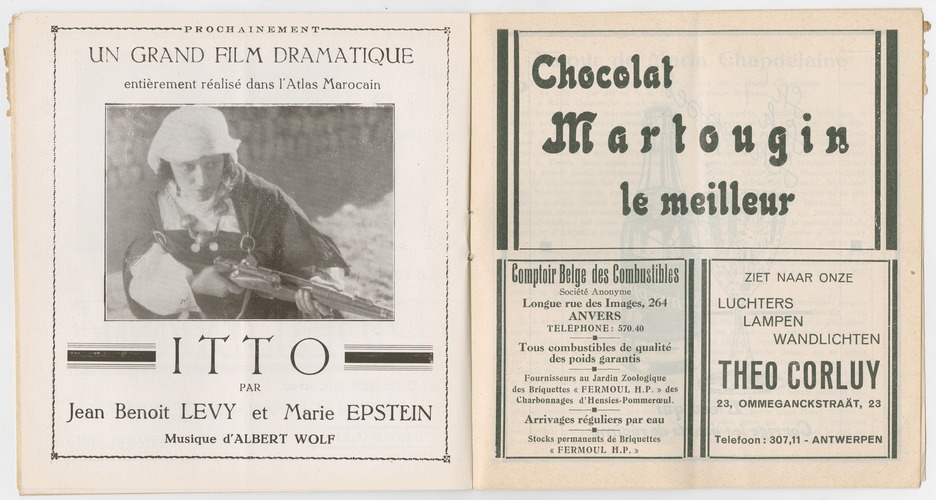 PROCHAINEMENT
UN GRAND FILM DRAMATIQUE
entièrement réalisé dans l'Atlas Marocain
ITTO
PAR
Jean Benoit LEVY et Marie EPSTEIN
Musique d'ALBERT WOLF
Chocolat
Martougin
le meilleur
Comptoir Belge des Combustibles
Société Anonyme
Longue rue des Images, 264
ANVERS
TELEPHONE: 570.40
Tous combustibles de qualité
des poids garantis
Fournisseurs au Jardin Zoologique
des Briquettes « FERMOUL H.P. » des
Charbonnages d'Hensies-Pommerœul.
Arrivages réguliers par eau
Stocks permanents de Briquettes
« FERMOUL H.P. »
ZIET NAAR ONZE
LUCHTERS
LAMPEN
WANDLICHTEN
THEO CORLUY
23, OMMEGANCKSTRAÄT, 23
Telefoon: 307,11 - ANTWERPEN